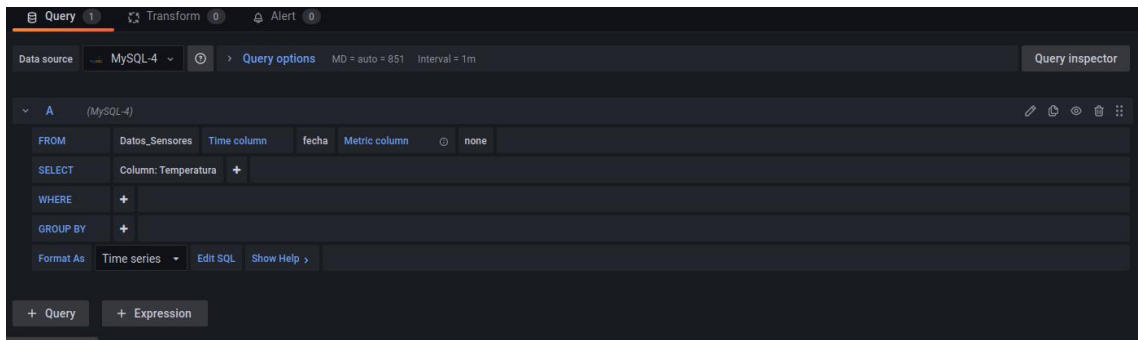 Query 1 Transform 0 Alert 0
Data source MySQL-4 Query options MD = auto = 851 Interval = 1m Query inspector
A (MySQL-4)
FROM Datos_Sensores Time column fecha Metric column none
SELECT Column: Temperatura +
WHERE +
GROUP BY +
Format As Time series Edit SQL Show Help >
+ Query + Expression